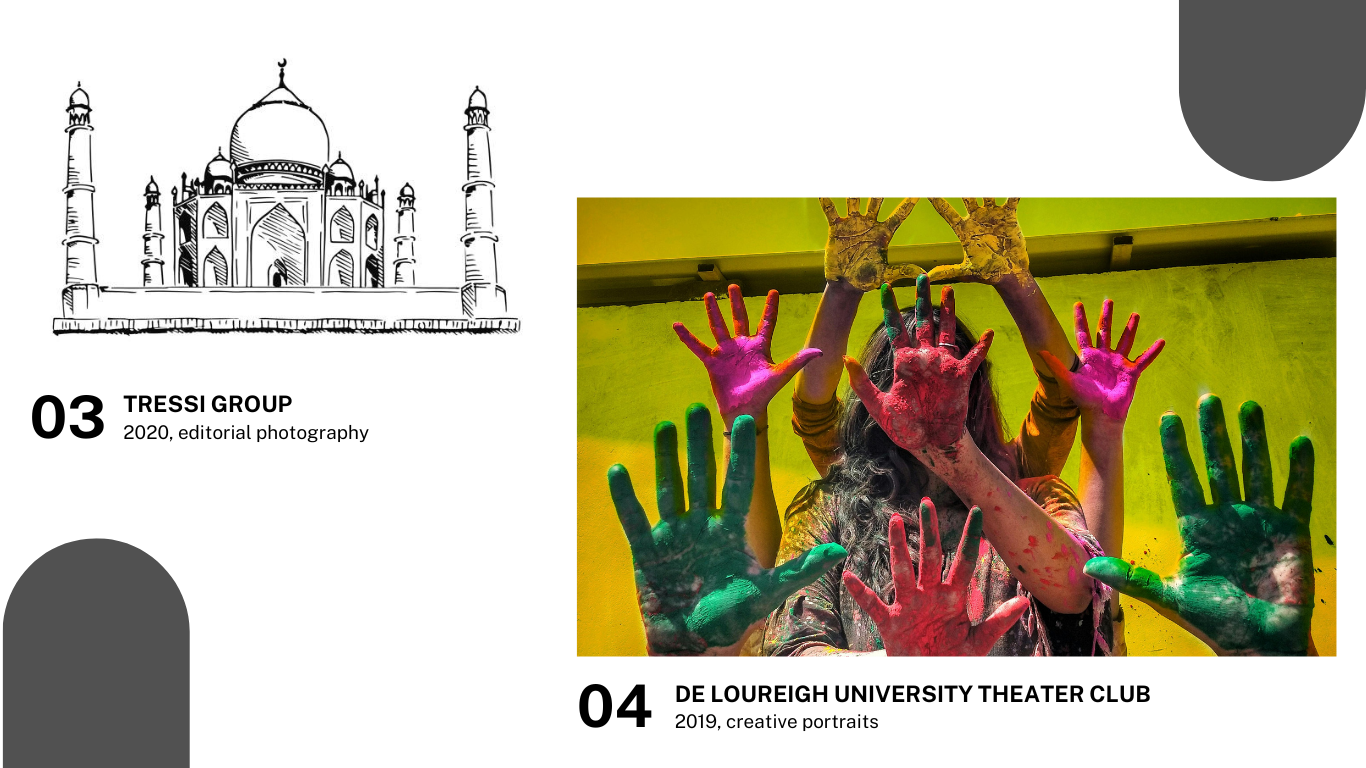 03
TRESSI GROUP
2020, editorial photography
04
DE LOUREIGH UNIVERSITY THEATER CLUB
2019, creative portraits